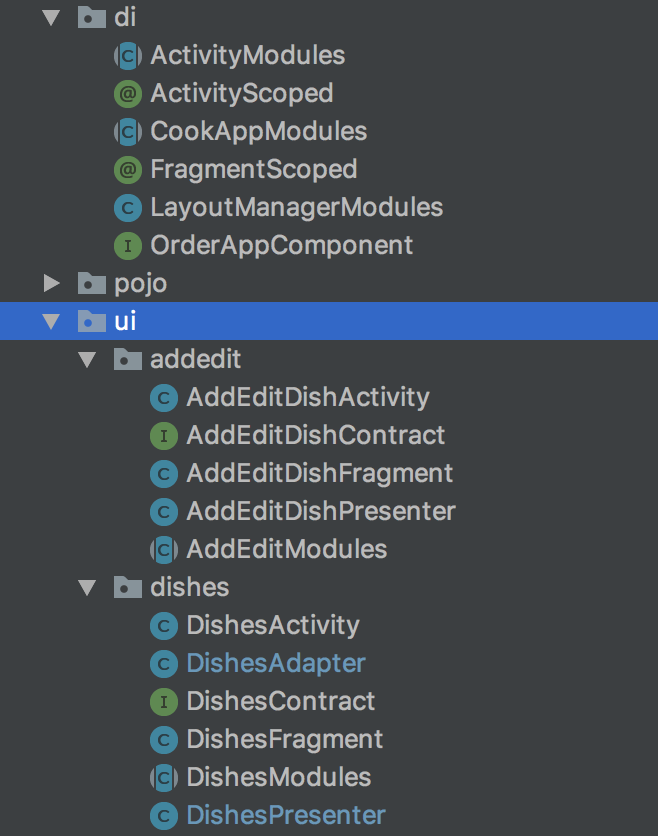 di
ActivityModules
ActivityScoped
CookAppModules
FragmentScoped
LayoutManagerModules
OrderAppComponent
pojo
ui
addedit
AddEditDishActivity
AddEditDishContract
AddEditDishFragment
AddEditDishPresenter
AddEditModules
dishes
DishesActivity
DishesAdapter
DishesContract
DishesFragment
DishesModules
DishesPresenter